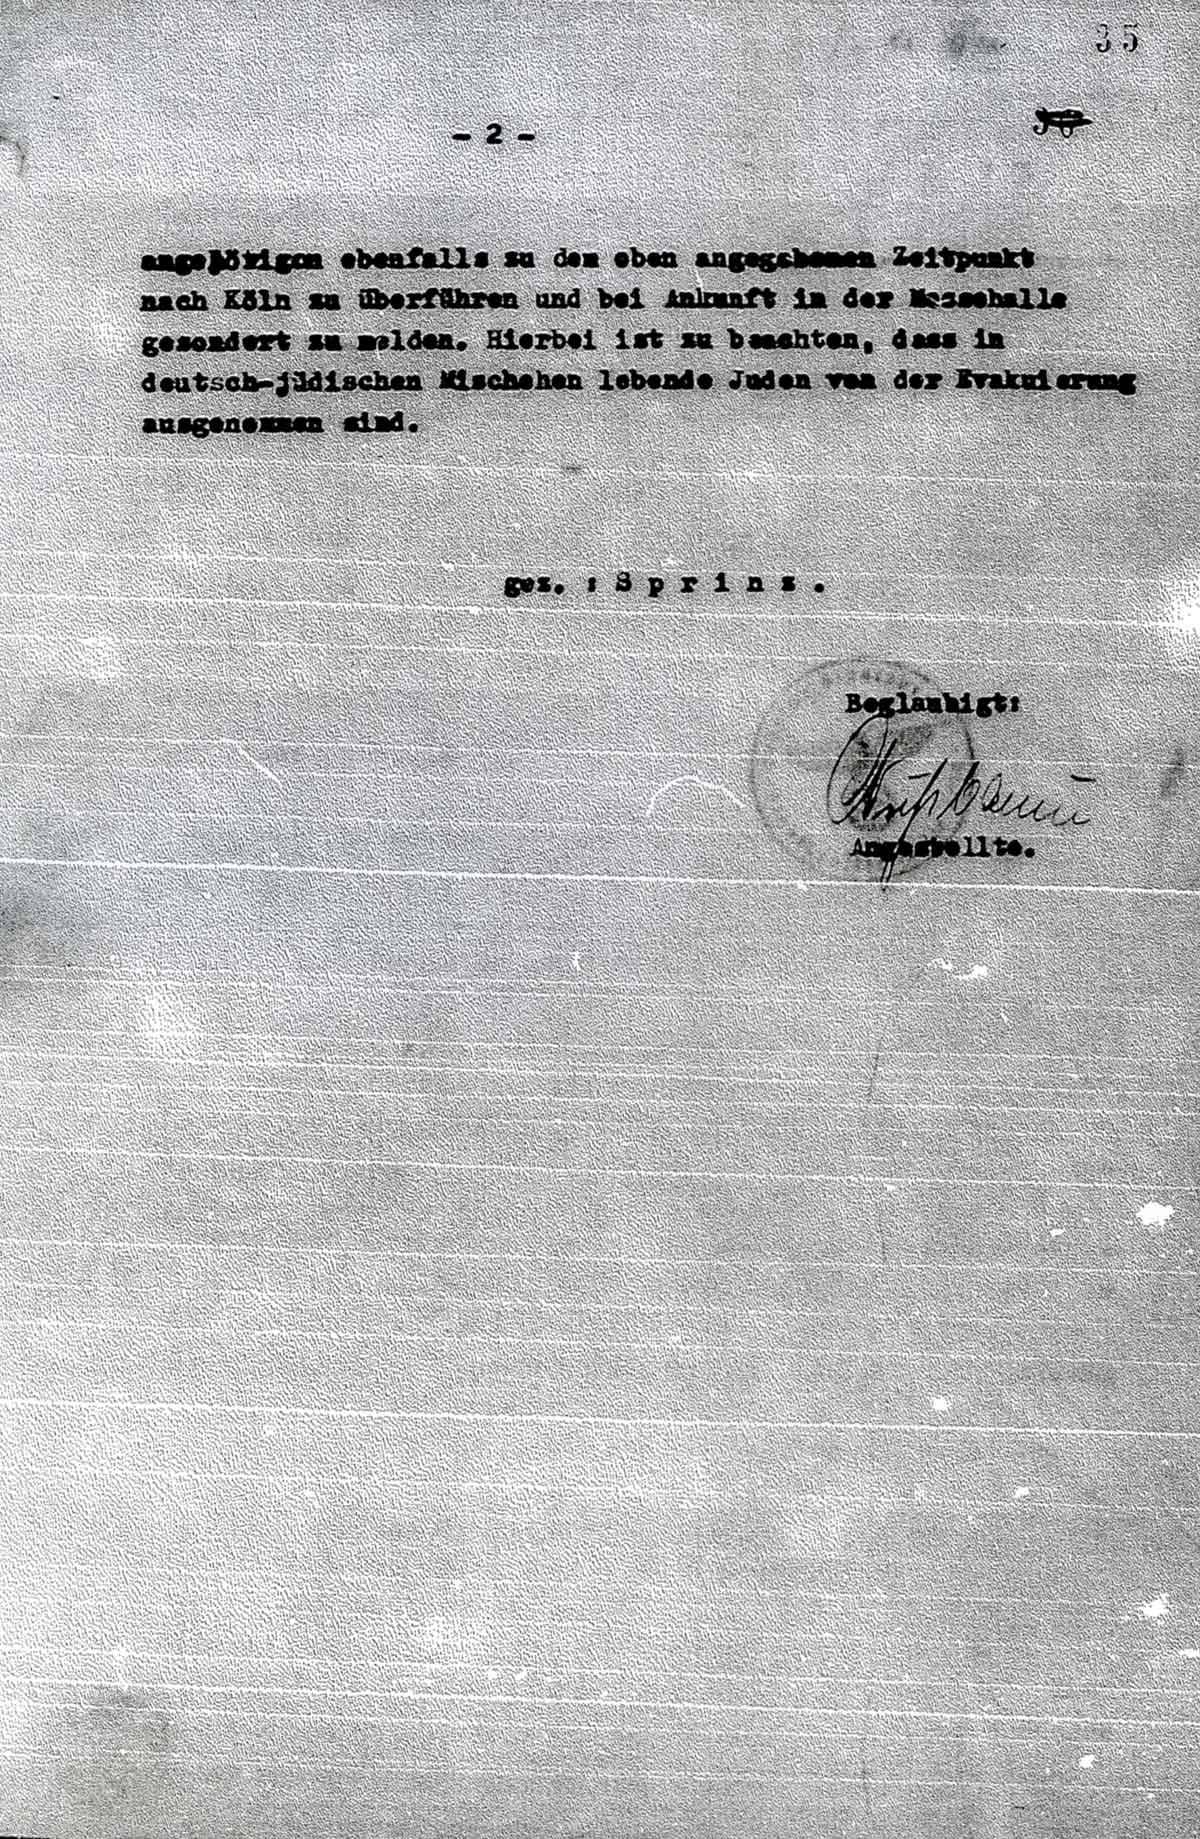 35
- 2 -
angehörigen ebenfalls zu dem oben angegebenen Zeitpunkt
nach Köln zu überführen und bei Ankunft in der Messehalle
gesondert zu melden. Hierbei ist zu beachten, dass in
deutsch-jüdischen Mischehen lebende Juden von der Evakuierung
ausgenommen sind.
gez. : S p r i n z .
Beglaubigt:
Angestellte.